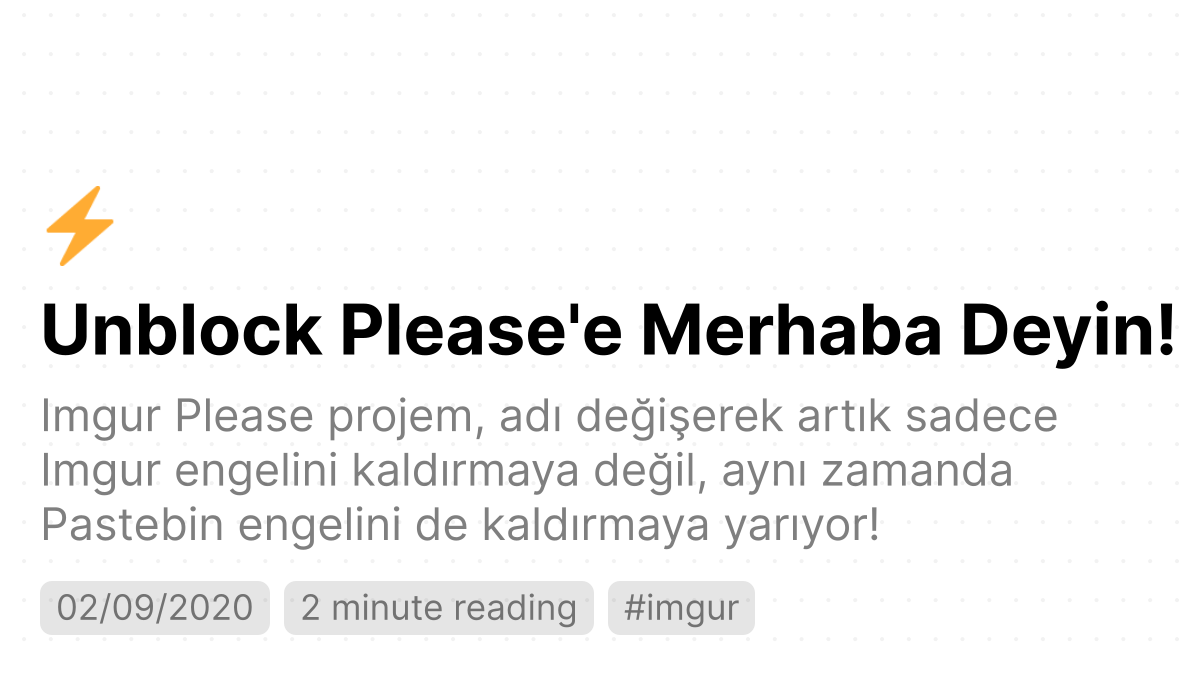 Unblock Please'e Merhaba Deyin!
Imgur Please projem, adı değişerek artık sadece
Imgur engelini kaldırmaya değil, aynı zamanda
Pastebin engelini de kaldırmaya yarıyor!
02/09/2020 2 minute reading #imgur